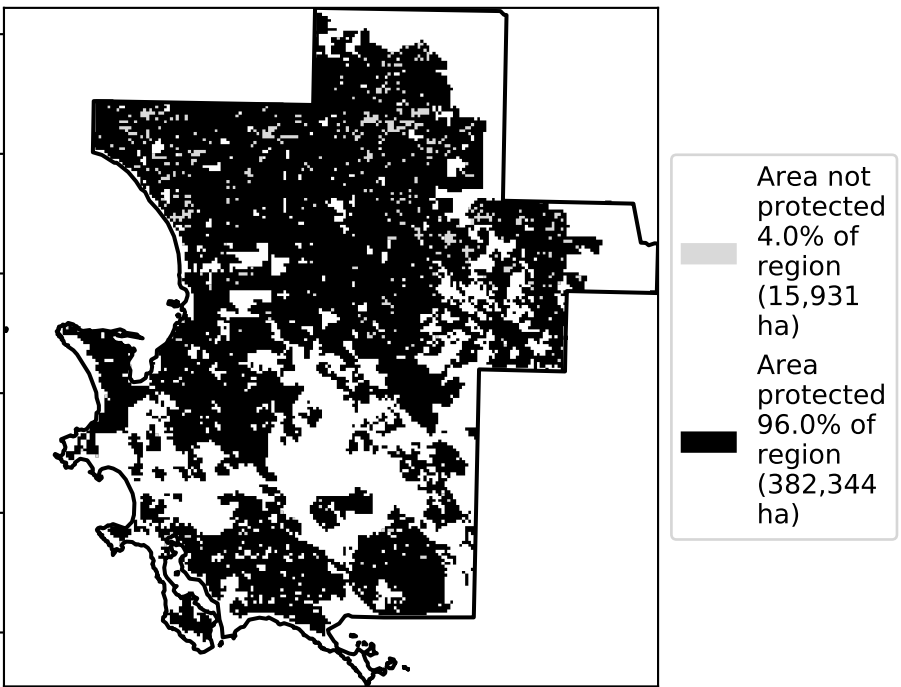 Area not
protected
4.0% of
region
(15,931
ha)
Area
protected
96.0% of
region
(382,344
ha)